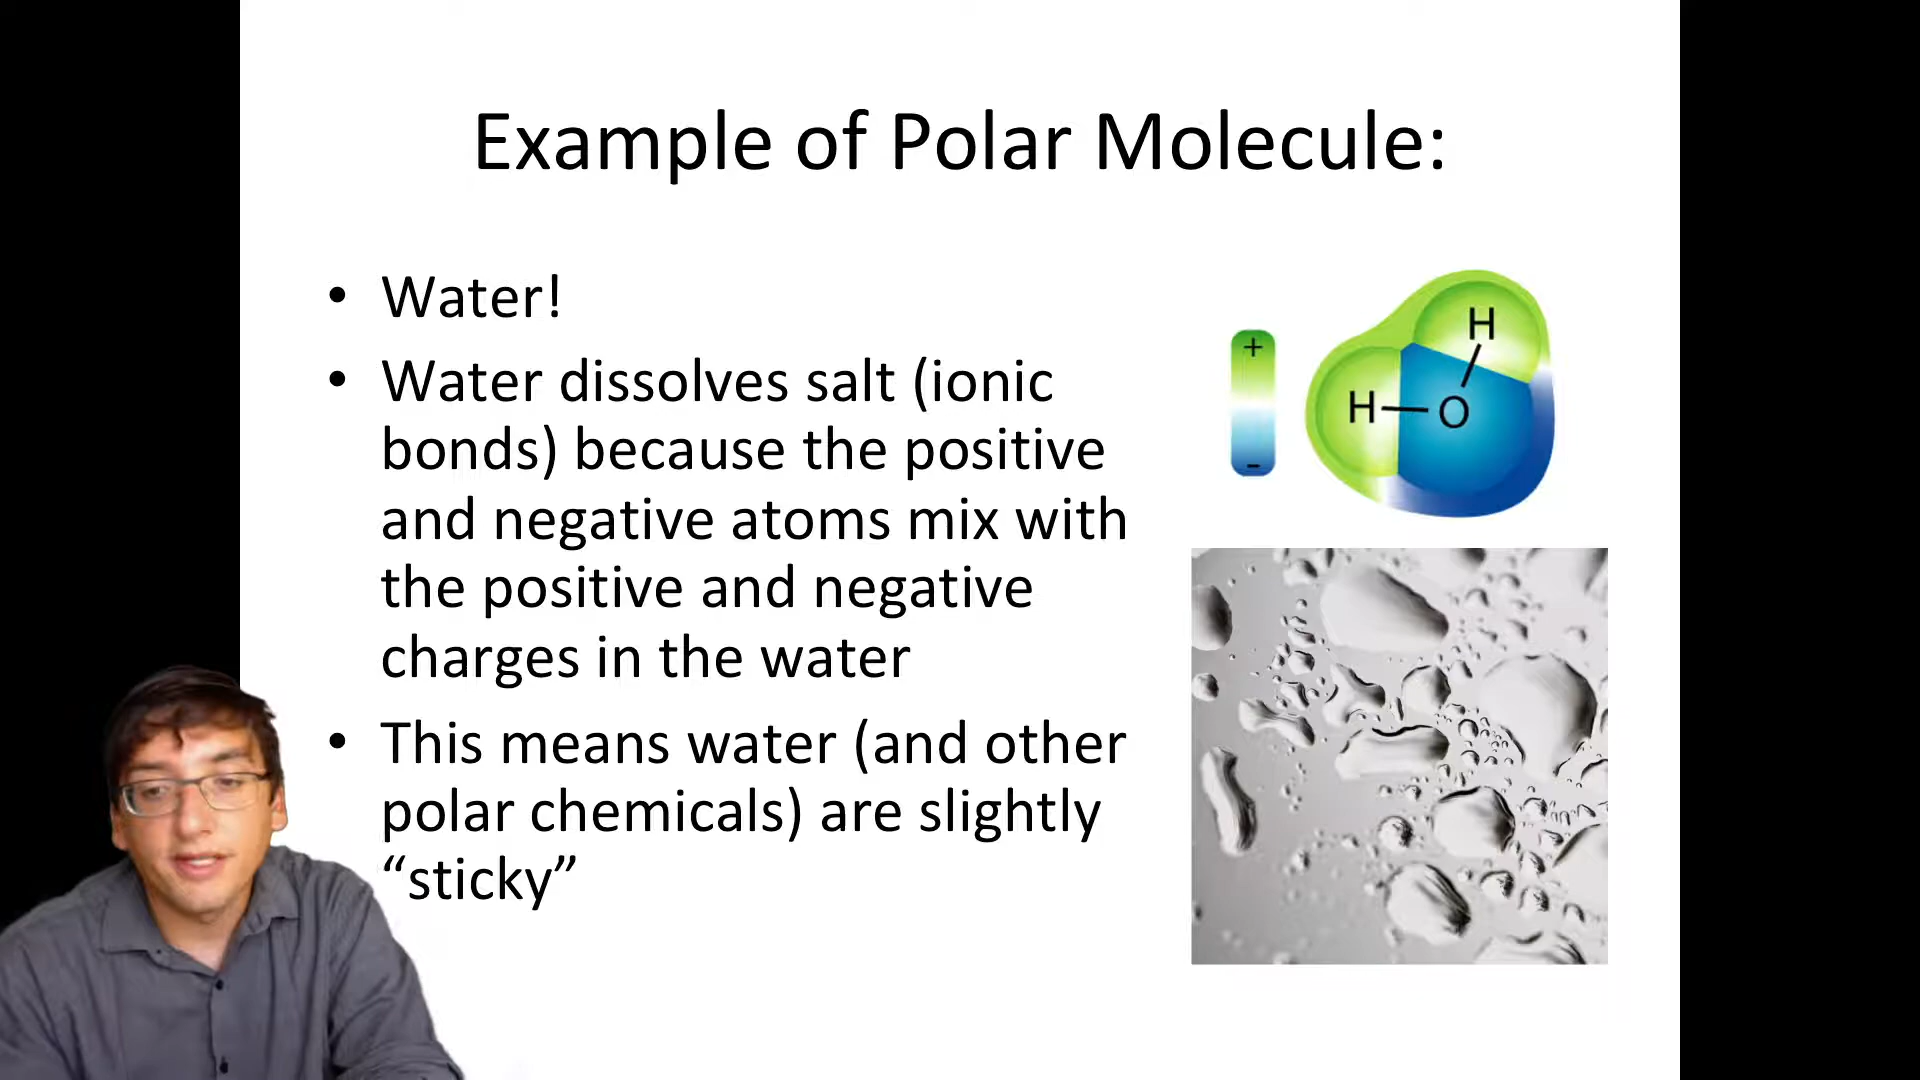 Example of Polar Molecule:
• Water!
• Water dissolves salt (ionic
bonds) because the positive
and negative atoms mix with
the positive and negative
charges in the water
• This means water (and other
polar chemicals) are slightly
“sticky”
+
-
H
H
O